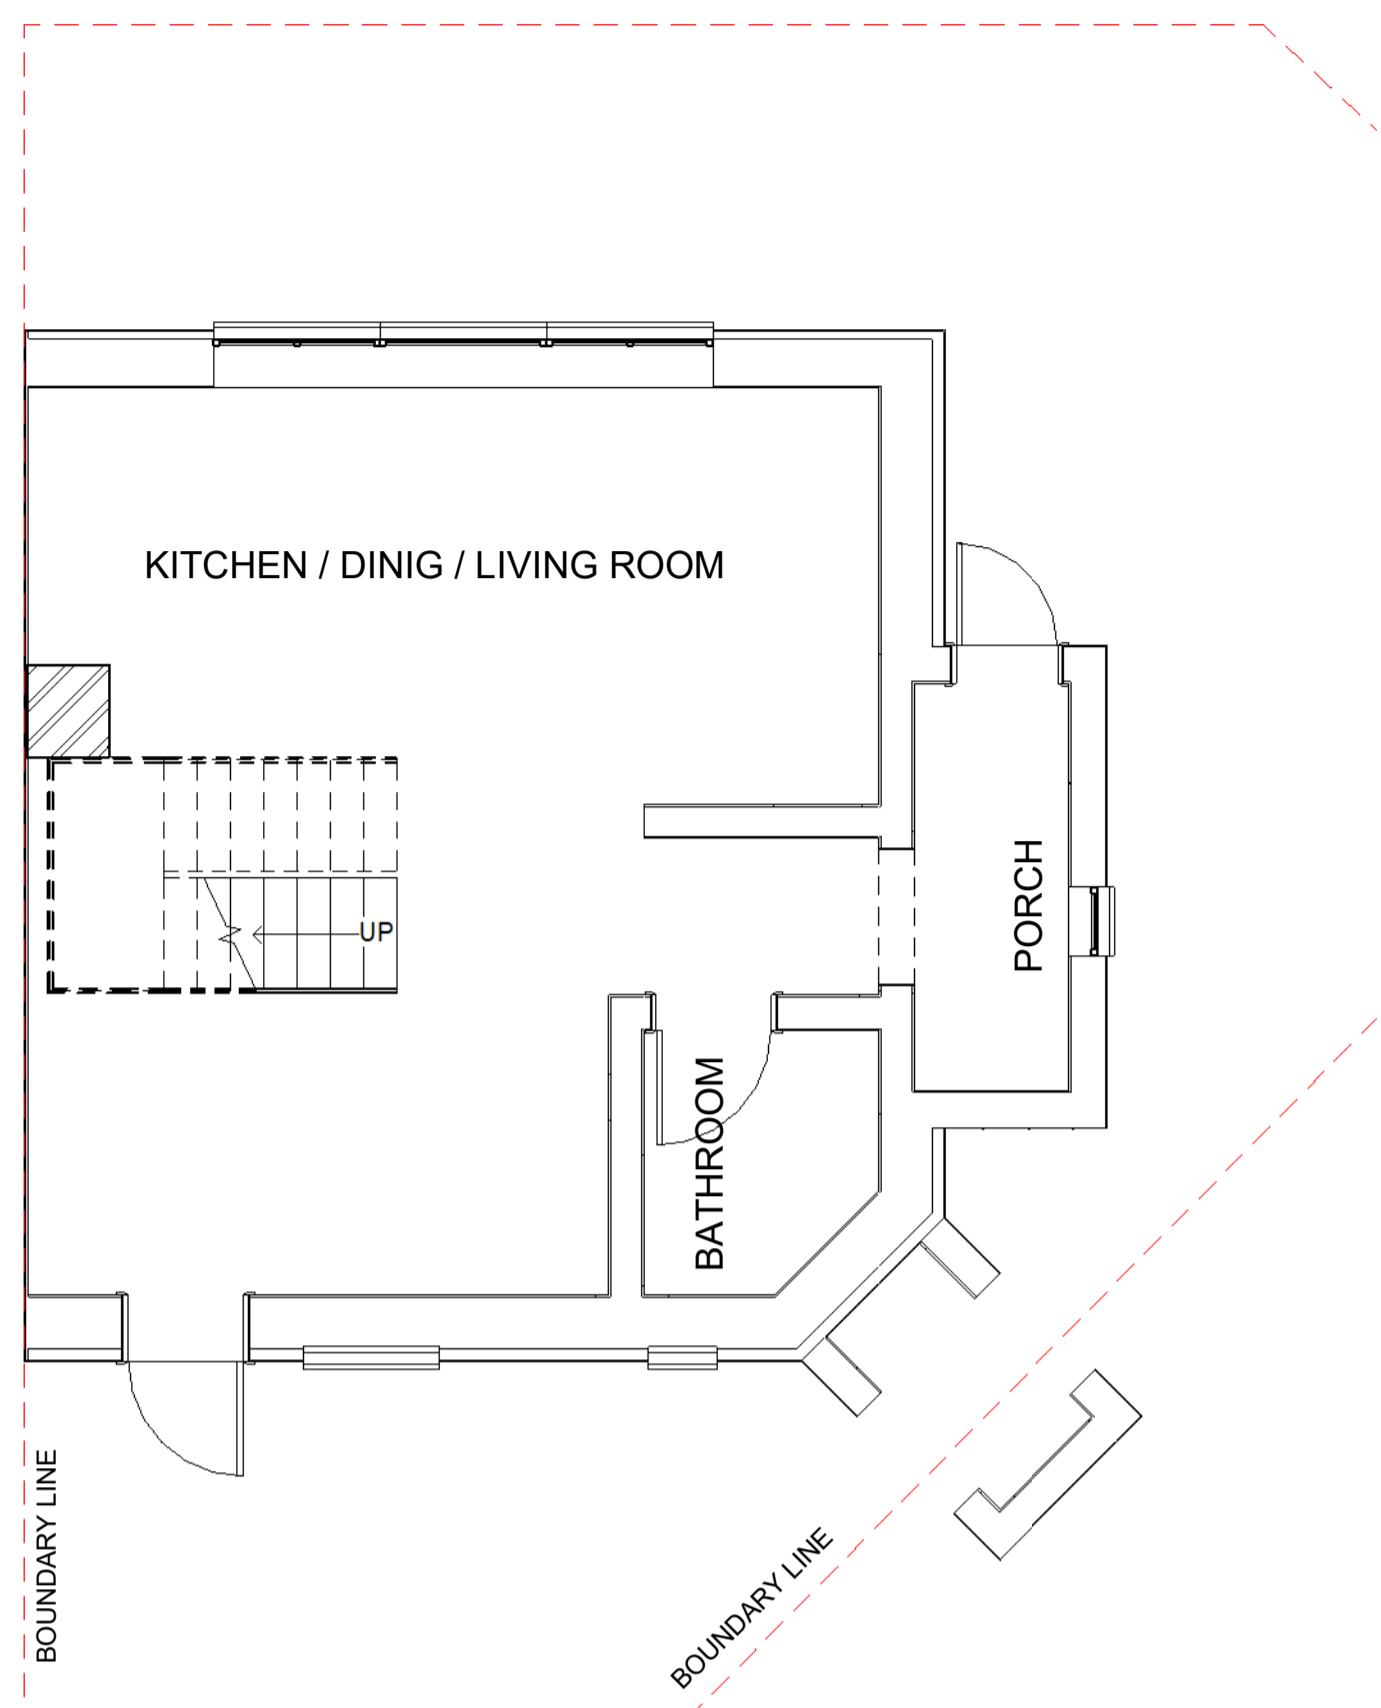 KITCHEN / DINIG / LIVING ROOM
UP
PORCH
BATHROOM
BOUNDARY LINE
BOUNDARY LINE